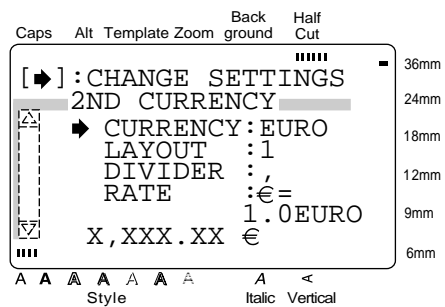 Caps Alt Template Zoom Back ground Half Cut
[➡]:CHANGE SETTINGS
2ND CURRENCY
➡ CURRENCY:EURO
LAYOUT :1
DIVIDER :,
RATE :€=
1.0EURO
X,XXX.XX €
36mm
24mm
18mm
12mm
9mm
6mm
A A A A A A A A A
Style Italic Vertical